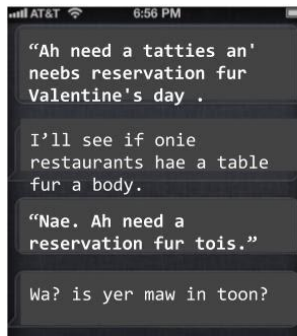 AT&T 6:56 PM
“Ah need a tatties an'
neebs reservation fur
Valentine's day .
I’ll see if onie
restaurants hae a table
fur a body.
“Nae. Ah need a
reservation fur tois.”
Wa? is yer maw in toon?